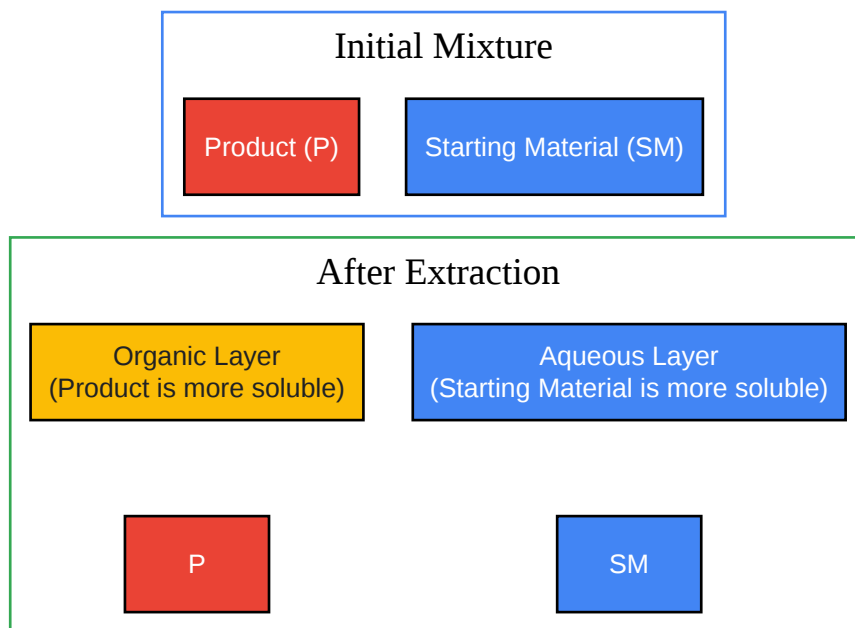 Initial Mixture
Product (P)
Starting Material (SM)
After Extraction
Organic Layer
(Product is more soluble)
Aqueous Layer
(Starting Material is more soluble)
P
SM